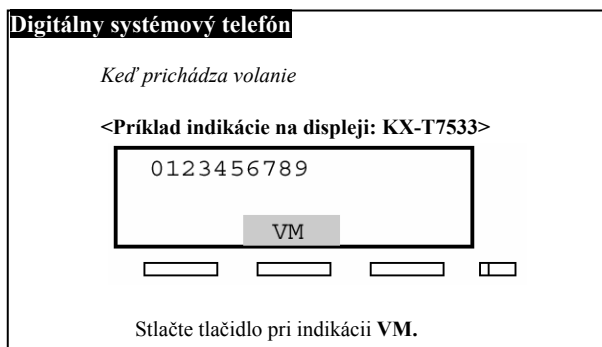 Digitálny systémový telefón
Keď prichádza volanie
<Príklad indikácie na displeji: KX-T7533>
0123456789
VM
Stlačte tlačidlo pri indikácii VM.